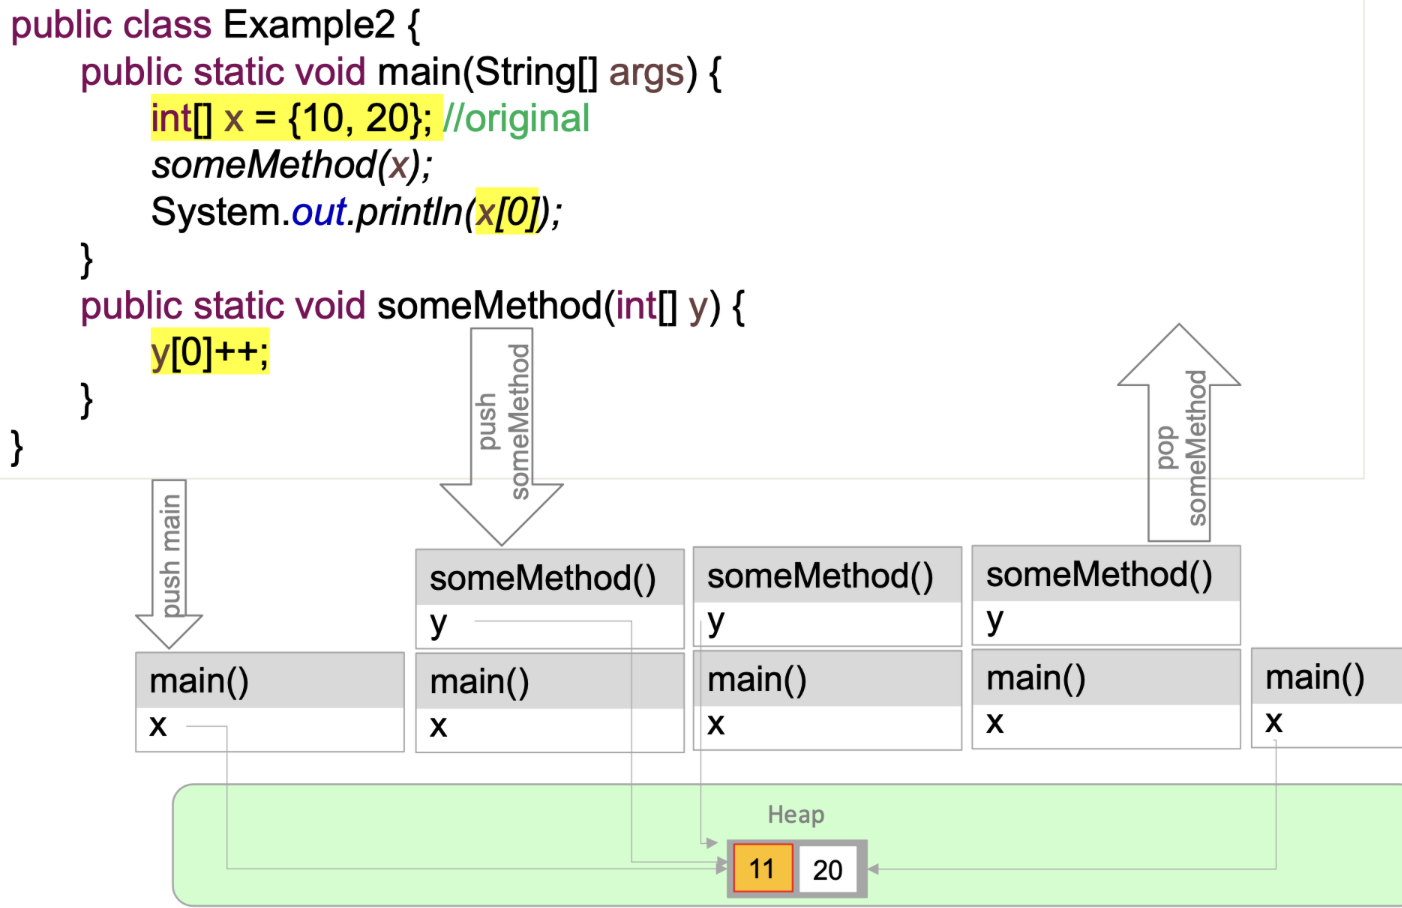 public class Example2 {
public static void main(String[] args) {
int[] x = {10, 20}; //original
someMethod(x);
System.out.println(x[0]);
}
public static void someMethod(int[] y) {
y[0]++;
}
}
push main
push
someMethod
pop
someMethod
someMethod()
y
someMethod()
y
someMethod()
y
main()
x
main()
x
main()
x
main()
x
main()
x
Heap
11 20